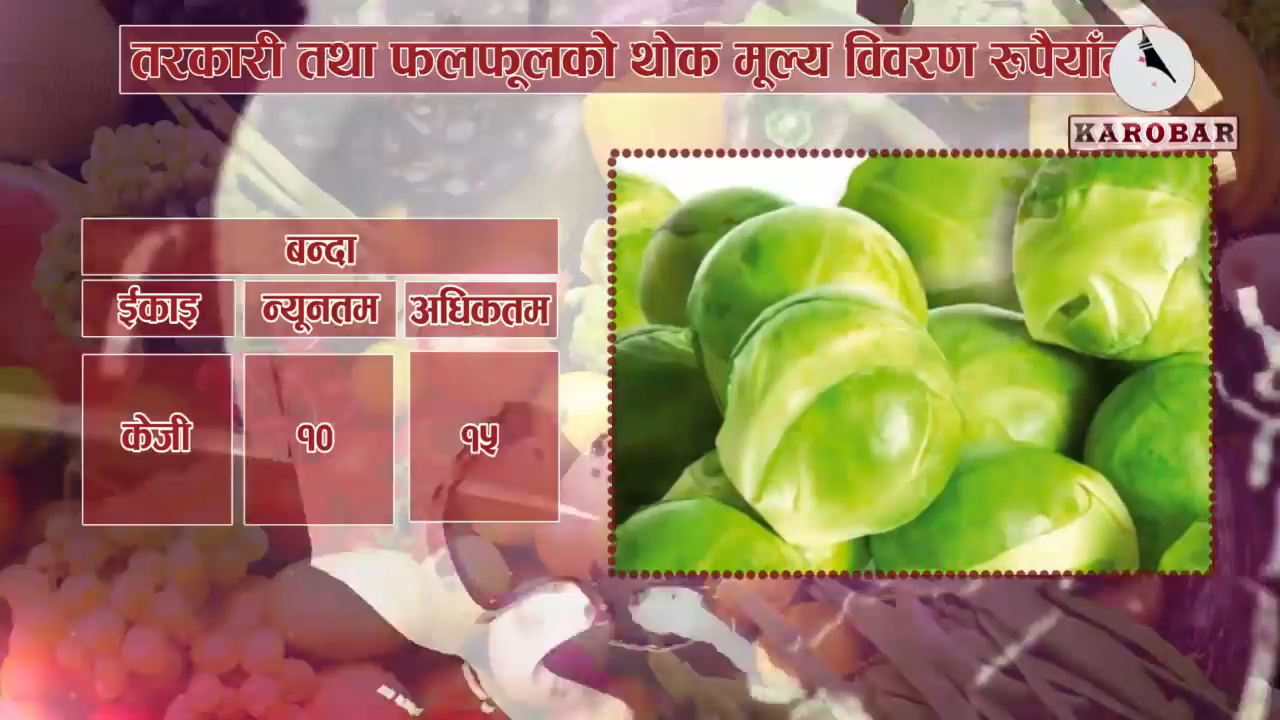 तरकारी तथा फलफूलको थोक मूल्य विवरण रूपैयाँ
KAROBAR
बन्दा
ईकाइ न्यूनतम अधिकतम
केजी १० १५